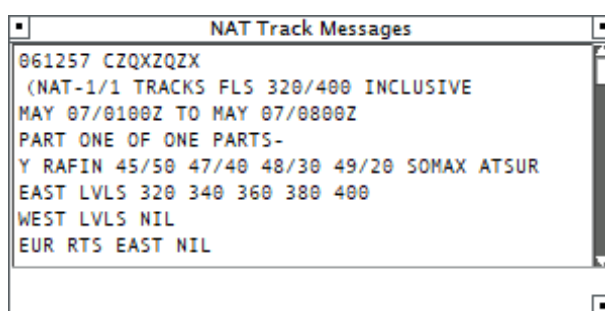 NAT Track Messages
061257 CZQXZQZX
(NAT-1/1 TRACKS FLS 320/400 INCLUSIVE
MAY 07/0100Z TO MAY 07/0800Z
PART ONE OF ONE PARTS-
Y RAFIN 45/50 47/40 48/30 49/20 SOMAX ATSUR
EAST LVLS 320 340 360 380 400
WEST LVLS NIL
EUR RTS EAST NIL